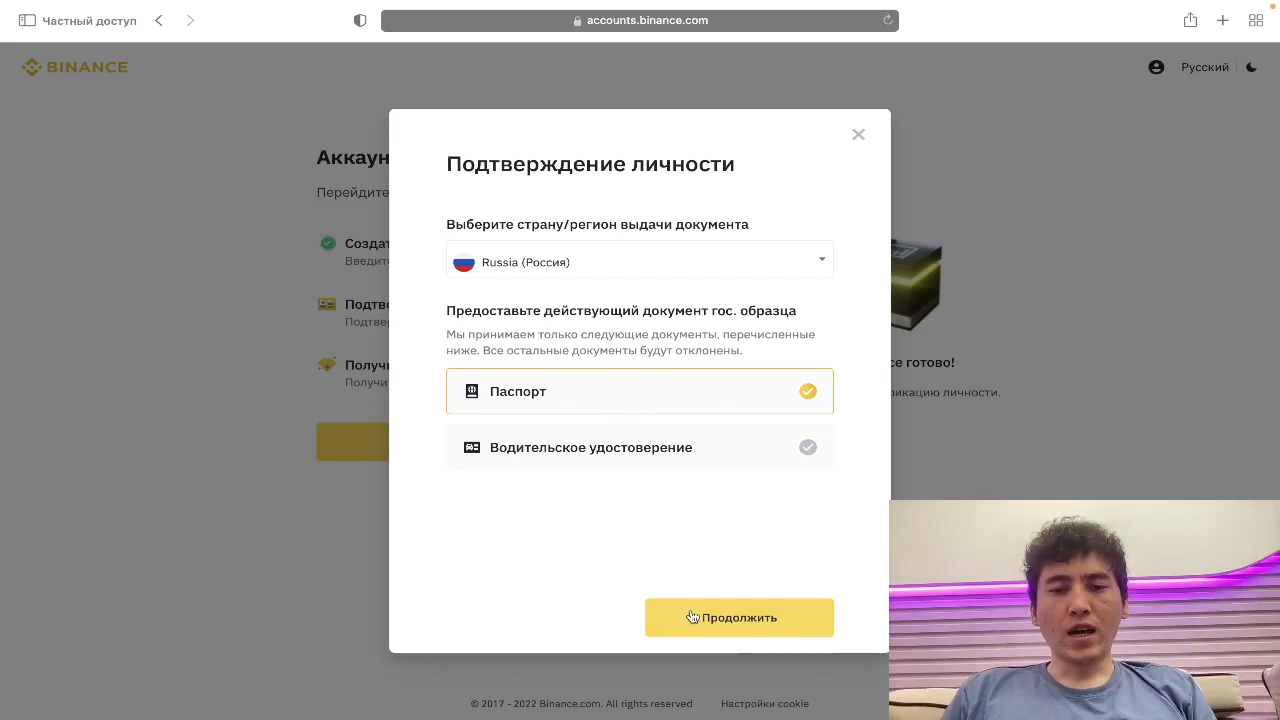 Частный доступ
accounts.binance.com
BINANCE
Русский
Аккаун
Перейдите
Создат
Введит
Подтве
Подтвер
Получи
Получит
Подтверждение личности
Выберите страну/регион выдачи документа
Russia (Россия)
Предоставьте действующий документ гос. образца
Мы принимаем только следующие документы, перечисленные
ниже. Все остальные документы будут отклонены.
Паспорт
Водительское удостоверение
Продолжить
се готово!
икацию личности.
© 2017 - 2022 Binance.com. All rights reserved
Настройки cookie